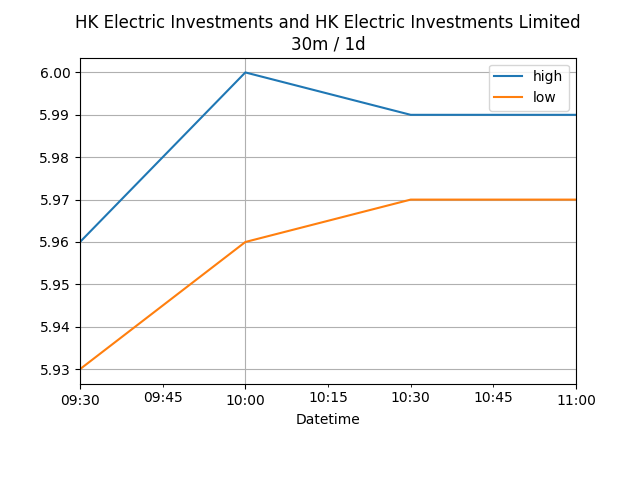 HK Electric Investments and HK Electric Investments Limited
30m / 1d
high
low
6.00
5.99
5.98
5.97
5.96
5.95
5.94
5.93
09:30 09:45 10:00 10:15 10:30 10:45 11:00
Datetime